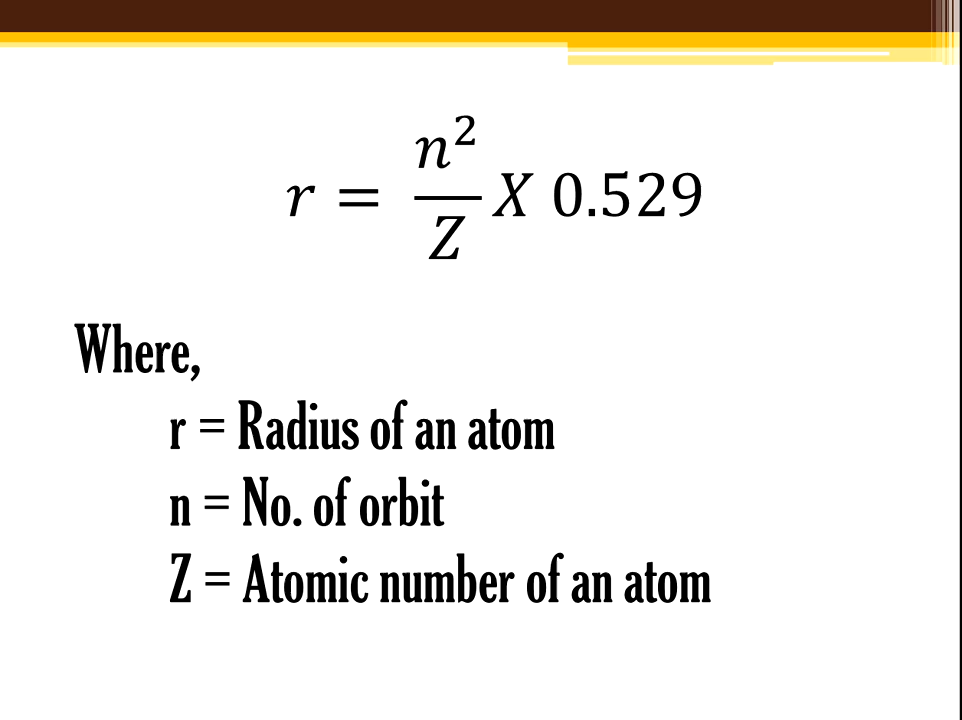 r = n²/Z X 0.529
Where,
r = Radius of an atom
n = No. of orbit
Z = Atomic number of an atom